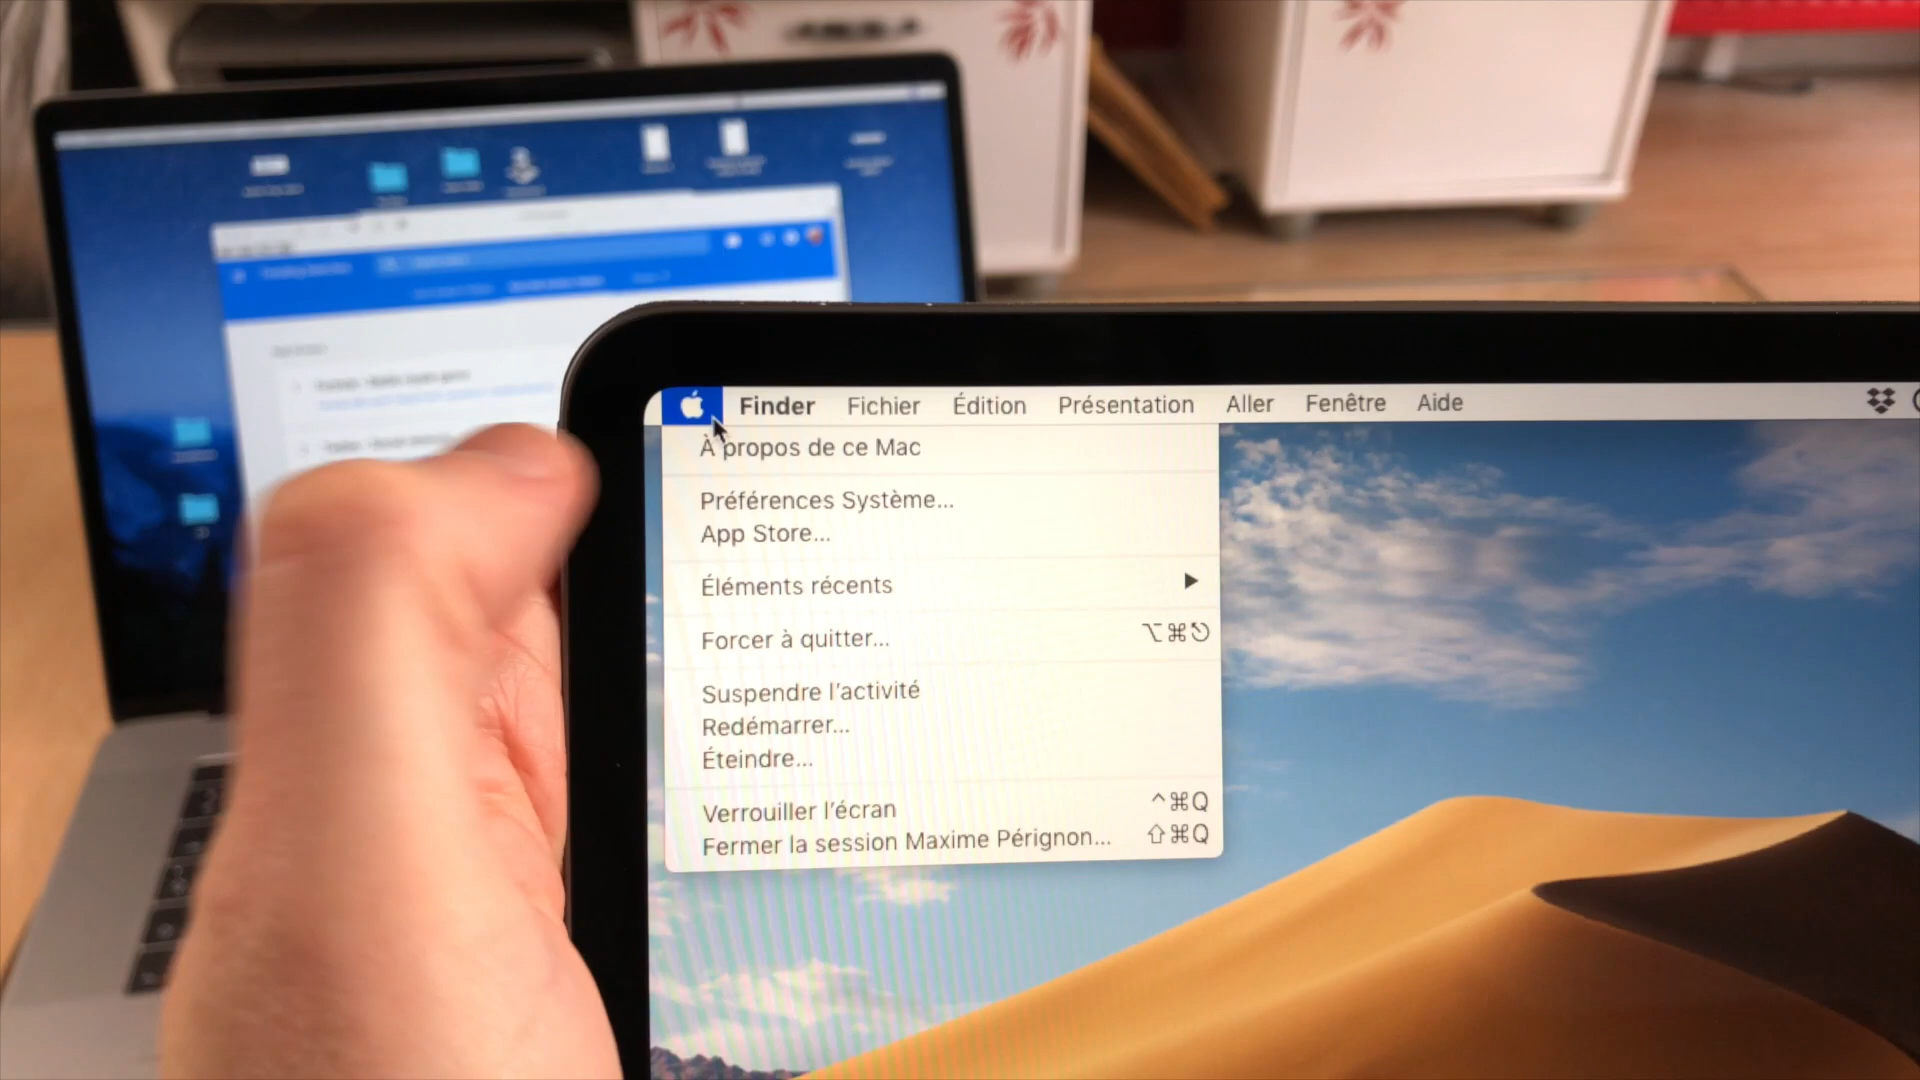 Finder Fichier Édition Présentation Aller Fenêtre Aide
À propos de ce Mac
Préférences Système...
App Store...
Éléments récents
Forcer à quitter... ⌥⌘⎋
Suspendre l'activité
Redémarrer...
Éteindre...
Verrouiller l'écran ^⌘Q
Fermer la session Maxime Pérignon... ⇧⌘Q